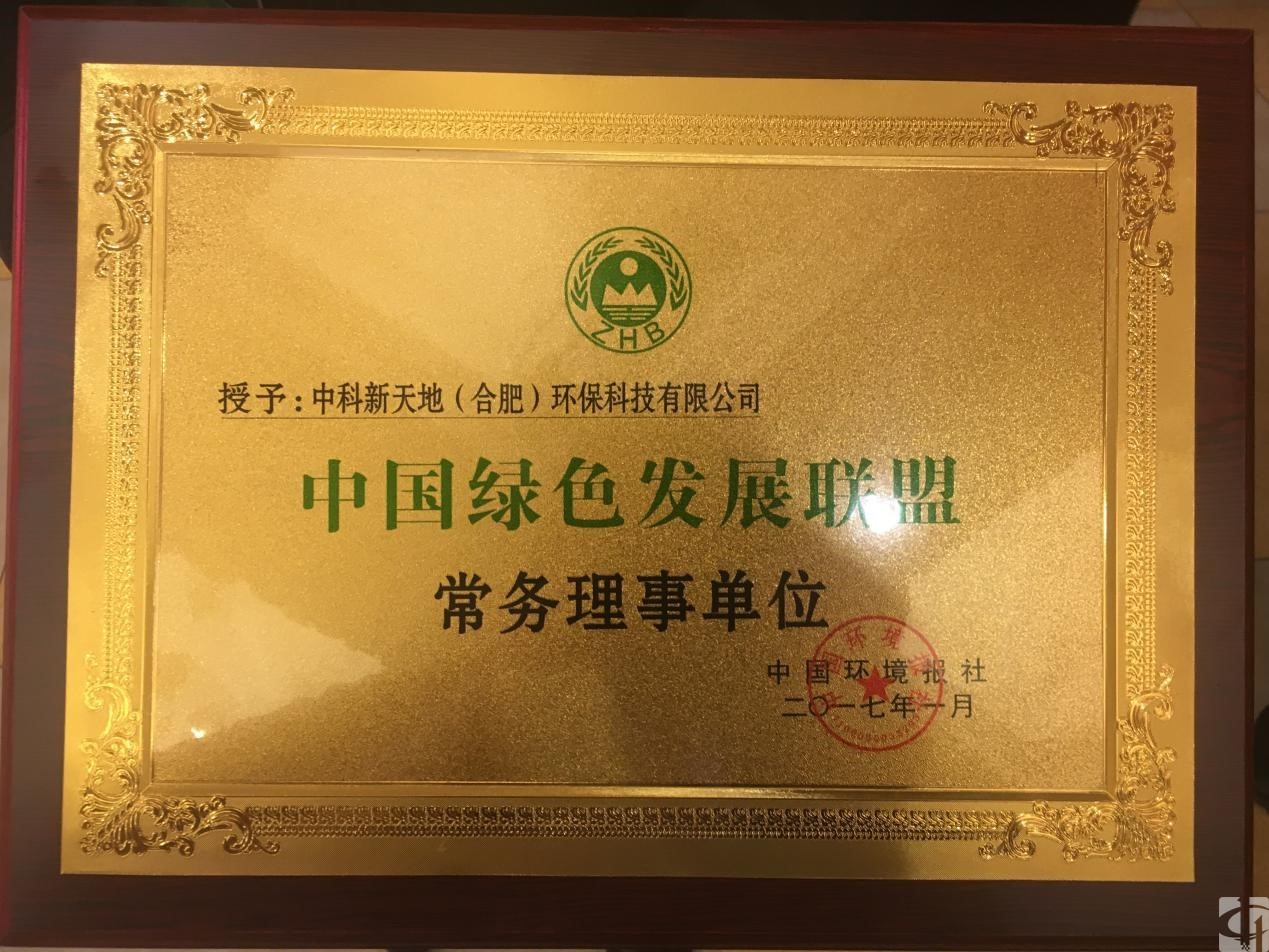 ZHB
授予：中科新天地（合肥）环保科技有限公司
中国绿色发展联盟
常务理事单位
中国环境报社
二〇一七年一月